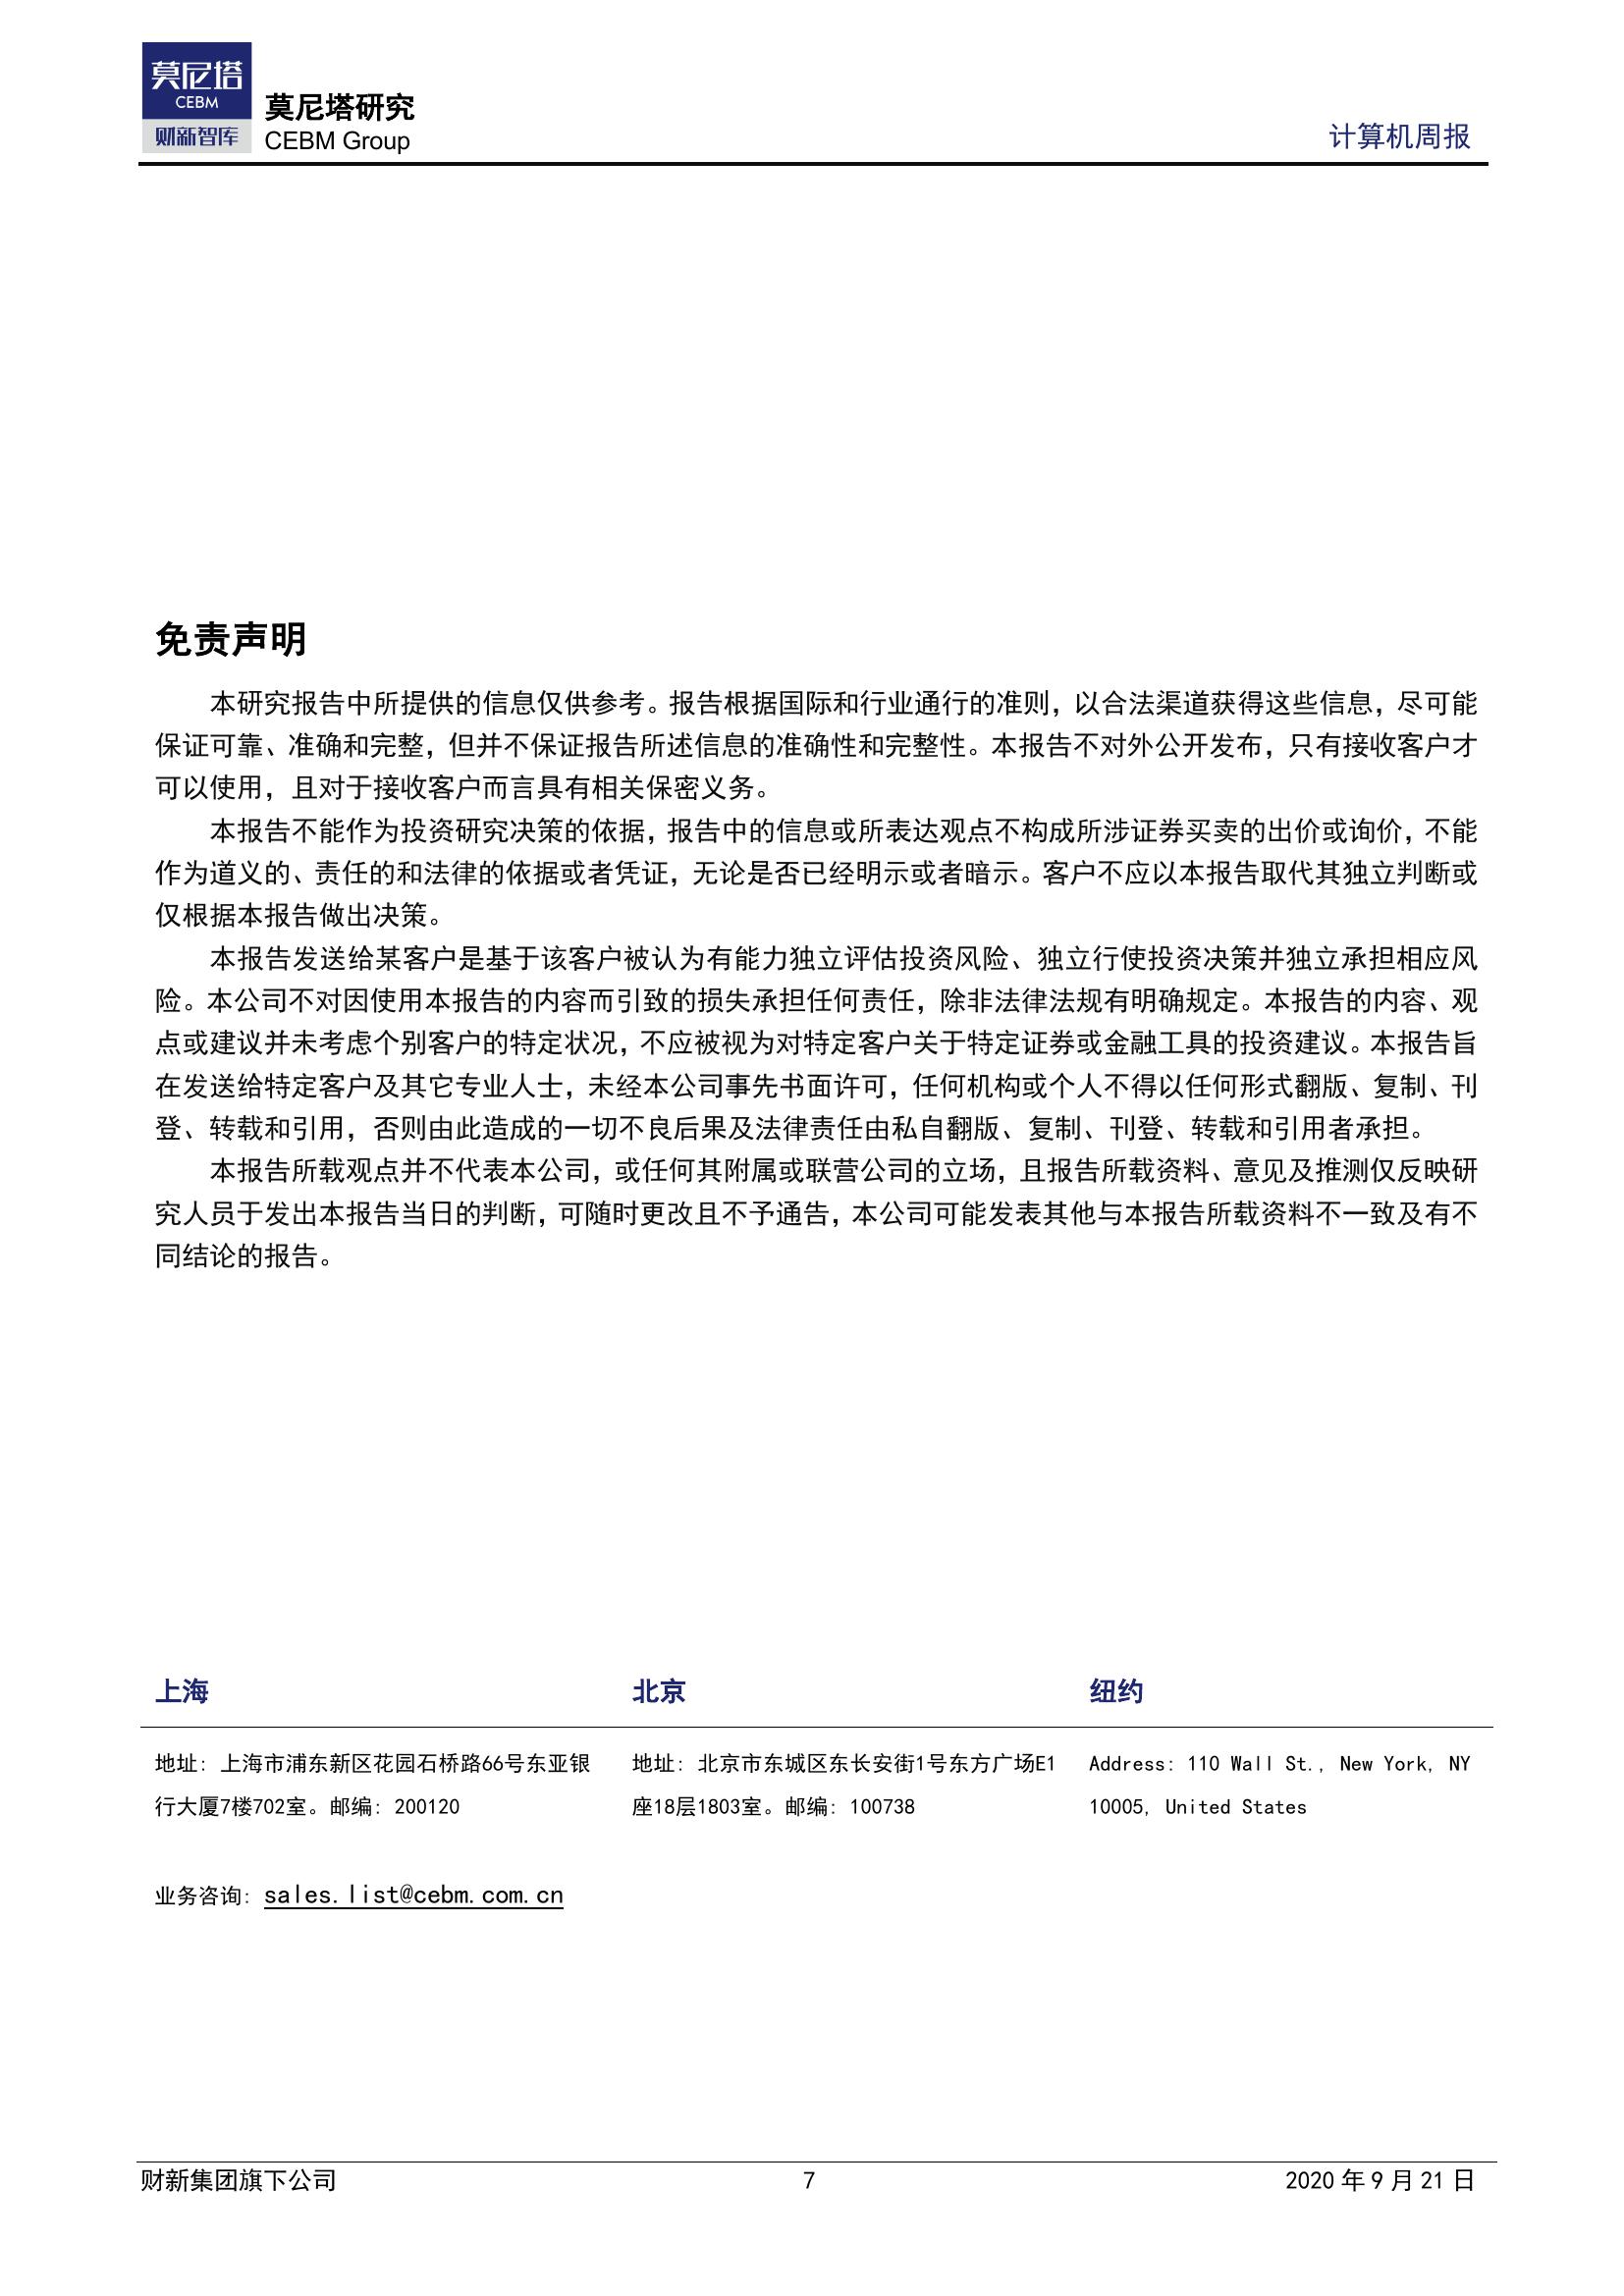 莫尼塔
CEBM
财新智库
莫尼塔研究
CEBM Group
计算机周报
免责声明
本研究报告中所提供的信息仅供参考。报告根据国际和行业通行的准则，以合法渠道获得这些信息，尽可能
保证可靠、准确和完整，但并不保证报告所述信息的准确性和完整性。本报告不对外公开发布，只有接收客户才
可以使用，且对于接收客户而言具有相关保密义务。
本报告不能作为投资研究决策的依据，报告中的信息或所表达观点不构成所涉证券买卖的出价或询价，不能
作为道义的、责任的和法律的依据或者凭证，无论是否已经明示或者暗示。客户不应以本报告取代其独立判断或
仅根据本报告做出决策。
本报告发送给某客户是基于该客户被认为有能力独立评估投资风险、独立行使投资决策并独立承担相应风
险。本公司不对因使用本报告的内容而引致的损失承担任何责任，除非法律法规有明确规定。本报告的内容、观
点或建议并未考虑个别客户的特定状况，不应被视为对特定客户关于特定证券或金融工具的投资建议。本报告旨
在发送给特定客户及其它专业人士，未经本公司事先书面许可，任何机构或个人不得以任何形式翻版、复制、刊
登、转载和引用，否则由此造成的一切不良后果及法律责任由私自翻版、复制、刊登、转载和引用者承担。
本报告所载观点并不代表本公司，或任何其附属或联营公司的立场，且报告所载资料、意见及推测仅反映研
究人员于发出本报告当日的判断，可随时更改且不予通告，本公司可能发表其他与本报告所载资料不一致及有不
同结论的报告。
上海
地址：上海市浦东新区花园石桥路66号东亚银
行大厦7楼702室。邮编：200120
北京
地址：北京市东城区东长安街1号东方广场E1
座18层1803室。邮编：100738
纽约
Address: 110 Wall St., New York, NY
10005, United States
业务咨询：sales.list@cebm.com.cn
财新集团旗下公司
7
2020 年 9 月 21 日